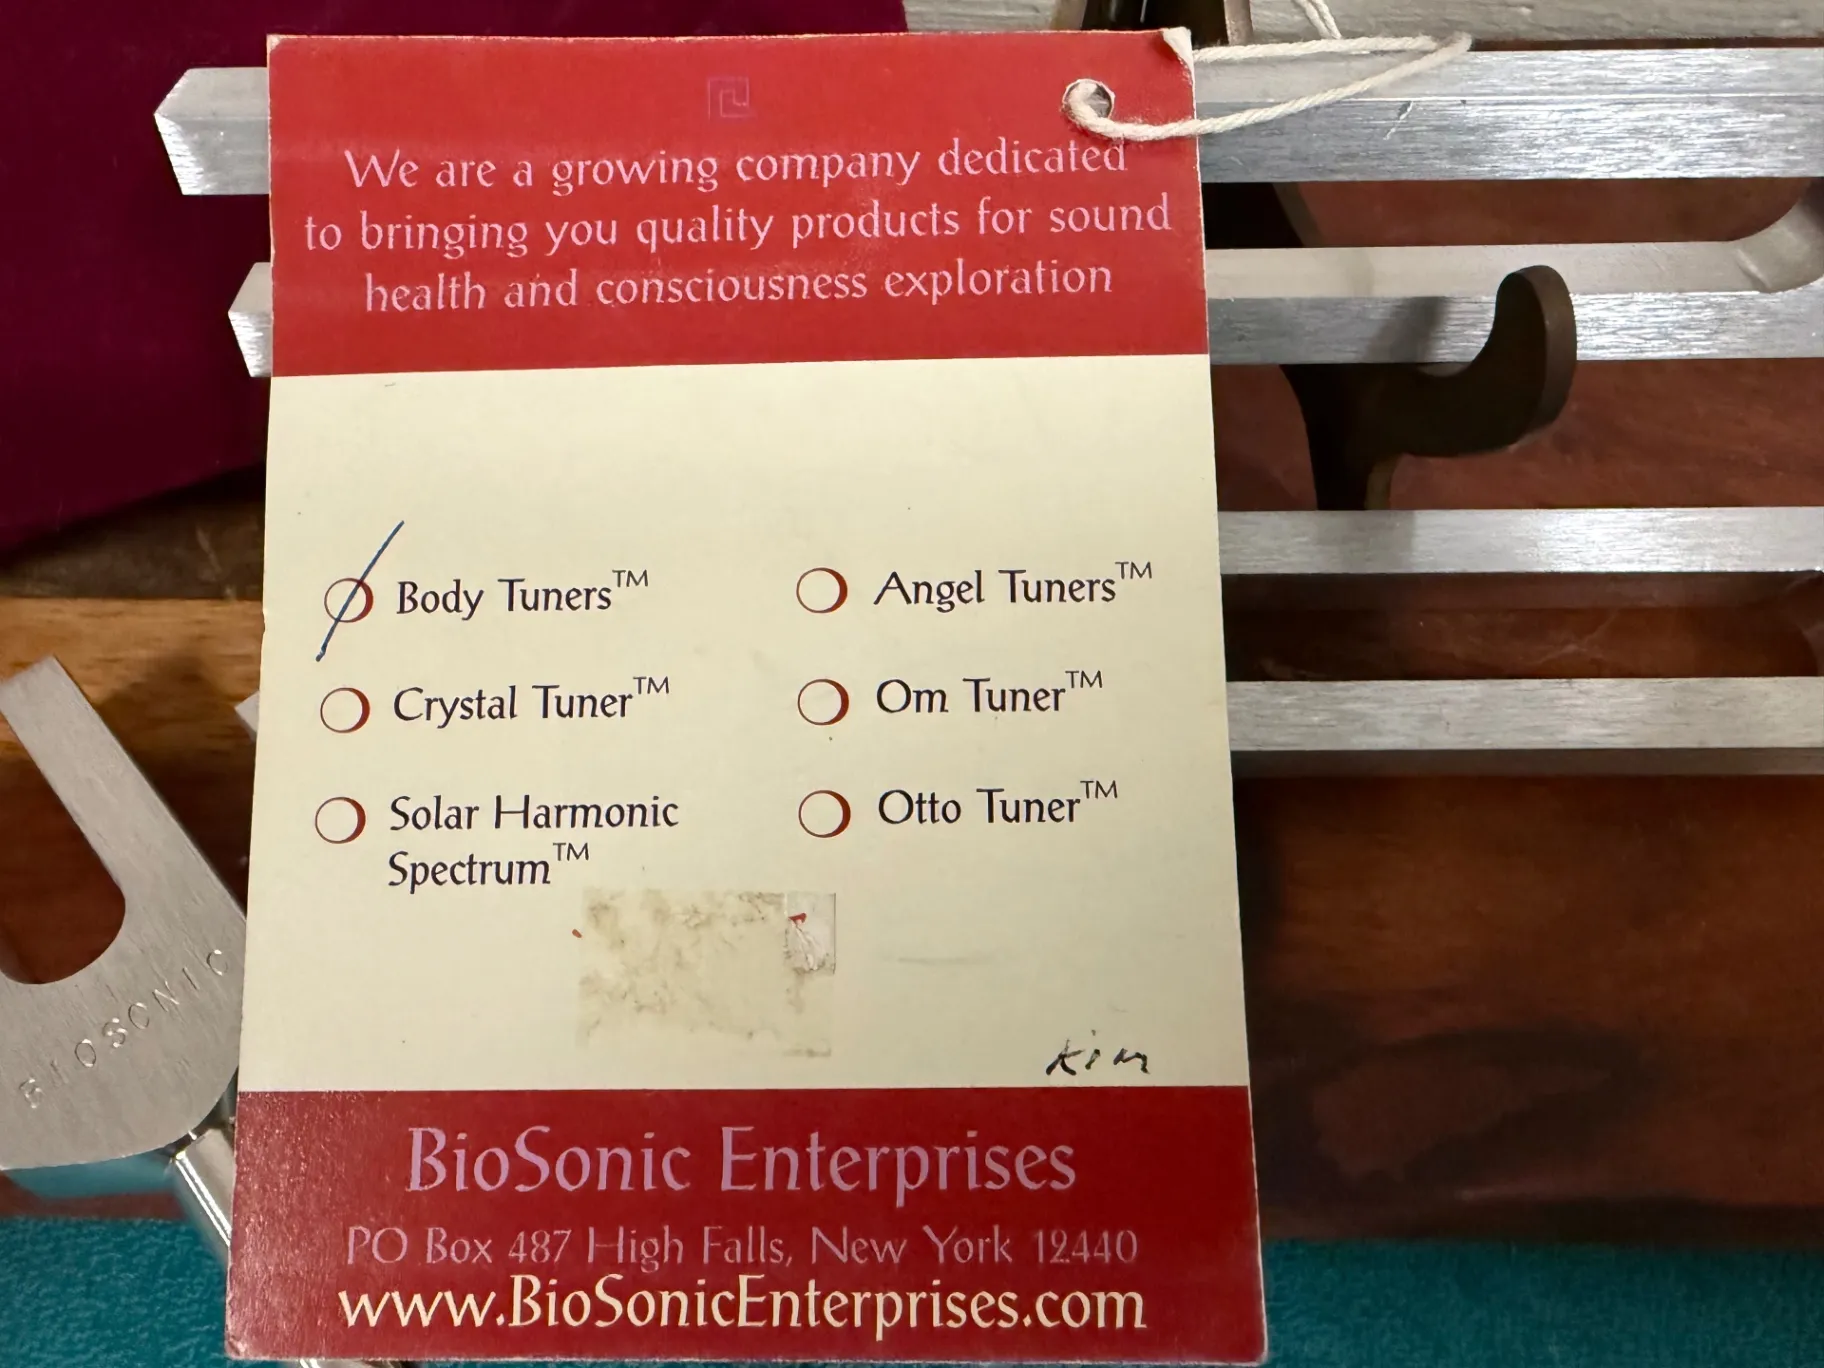 We are a growing company dedicated
to bringing you quality products for sound
health and consciousness exploration
Body Tuners™
Angel Tuners™
Crystal Tuner™
Om Tuner™
Solar Harmonic
Spectrum™
Otto Tuner™
kim
BioSonic Enterprises
PO Box 487 High Falls, New York 12440
www.BioSonicEnterprises.com
BIOSONIC